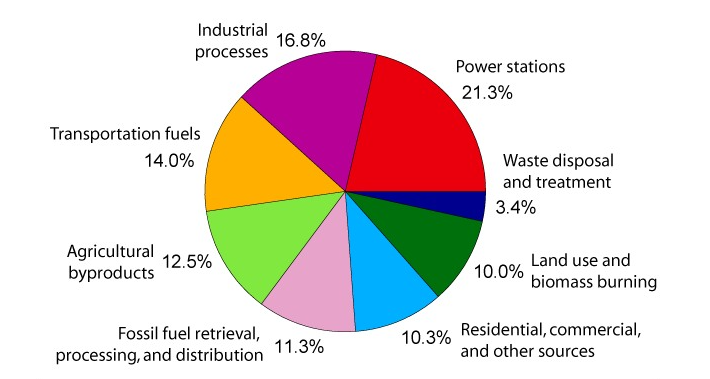 Industrial
processes 16.8%
Power stations
21.3%
Transportation fuels
14.0%
Waste disposal
and treatment
3.4%
Agricultural
byproducts 12.5%
10.0% Land use and
biomass burning
Fossil fuel retrieval,
processing, and distribution 11.3%
10.3% Residential, commercial,
and other sources